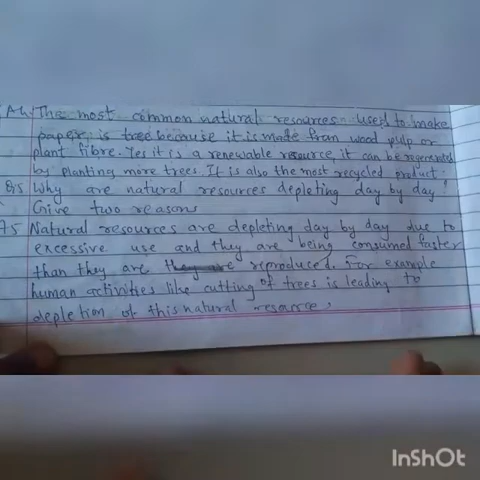 A4. The most common natural resources used to make
paper, is tree because it is made from wood pulp or
plant fibre. Yes it is a renewable resource, it can be regenerated
by planting more trees. It is also the most recycled product.
Q5 Why are natural resources depleting day by day?
Give two reasons
A5 Natural resources are depleting day by day due to
excessive use and they are being consumed faster
than they are they are reproduced. For example
human activities like cutting of trees is leading to
depletion of this natural resource.
InShOt